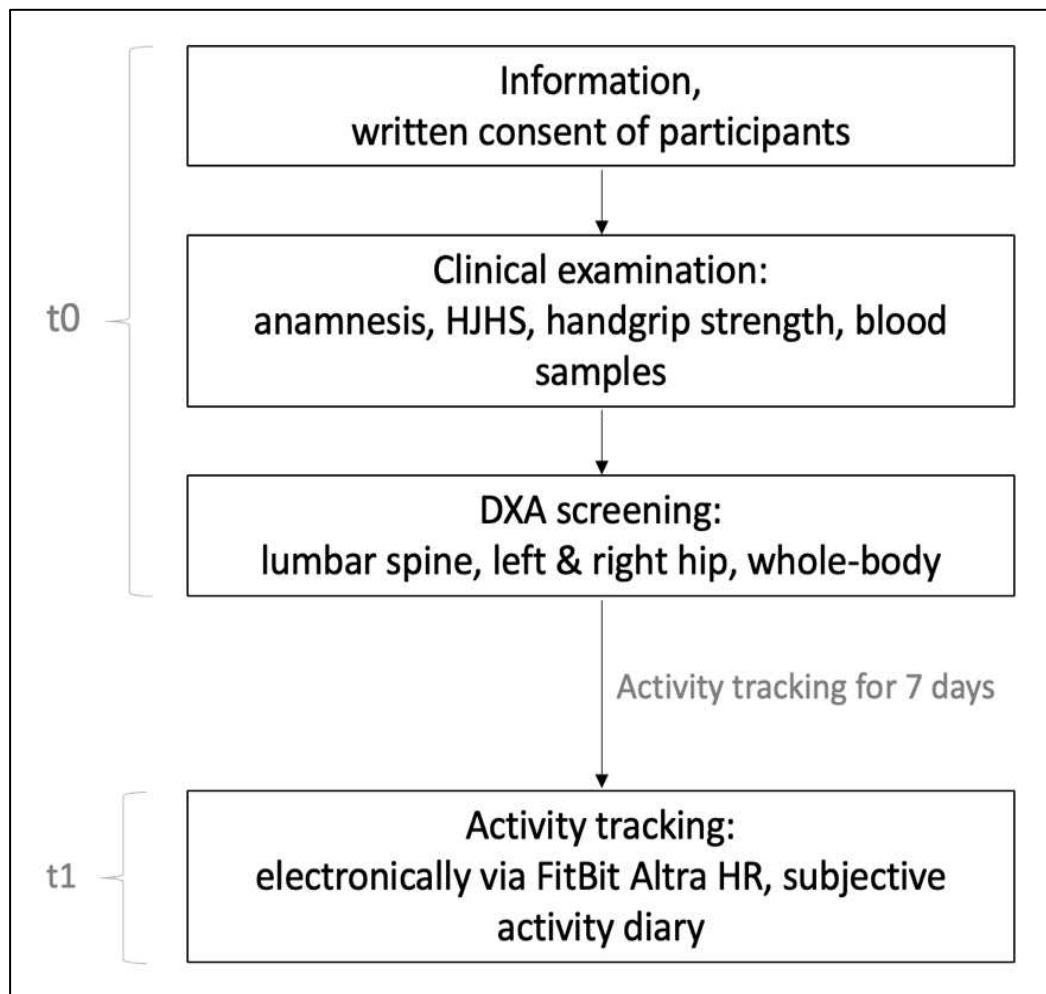 Information,
written consent of participants
t0
Clinical examination:
anamnesis, HJHS, handgrip strength, blood
samples
DXA screening:
lumbar spine, left & right hip, whole-body
Activity tracking for 7 days
t1
Activity tracking:
electronically via FitBit Altra HR, subjective
activity diary